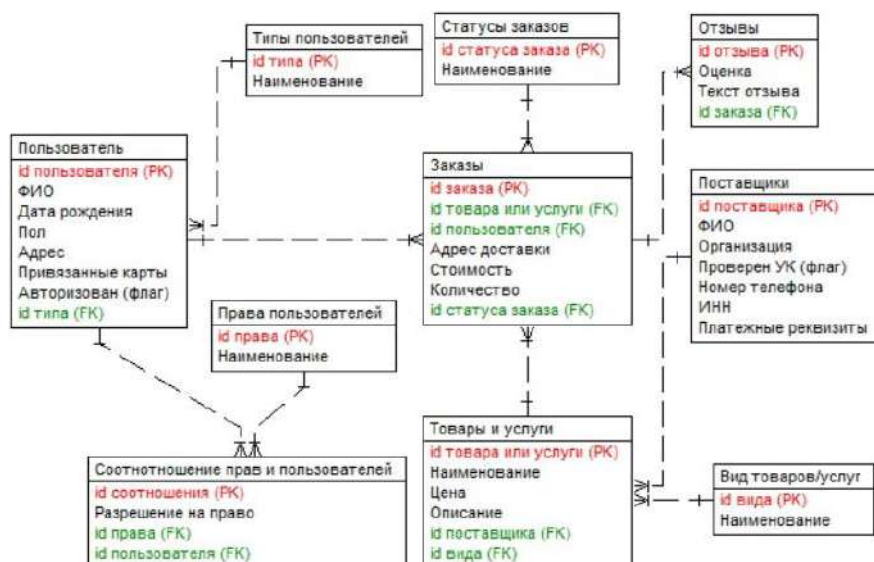 Типы пользователей
id типа (PK)
Наименование
Статусы заказов
id статуса заказа (PK)
Наименование
Отзывы
id отзыва (PK)
Оценка
Текст отзыва
id заказа (FK)
Пользователь
id пользователя (PK)
ФИО
Дата рождения
Пол
Адрес
Привязанные карты
Авторизован (флаг)
id типа (FK)
Заказы
id заказа (PK)
id товара или услуги (FK)
id пользователя (FK)
Адрес доставки
Стоимость
Количество
id статуса заказа (FK)
Поставщики
id поставщика (PK)
ФИО
Организация
Проверен УК (флаг)
Номер телефона
ИНН
Платежные реквизиты
Права пользователей
id права (PK)
Наименование
Соотнотношение прав и пользователей
id соотношения (PK)
Разрешение на право
id права (FK)
id пользователя (FK)
Товары и услуги
id товара или услуги (PK)
Наименование
Цена
Описание
id поставщика (FK)
id вида (FK)
Вид товаров/услуг
id вида (PK)
Наименование